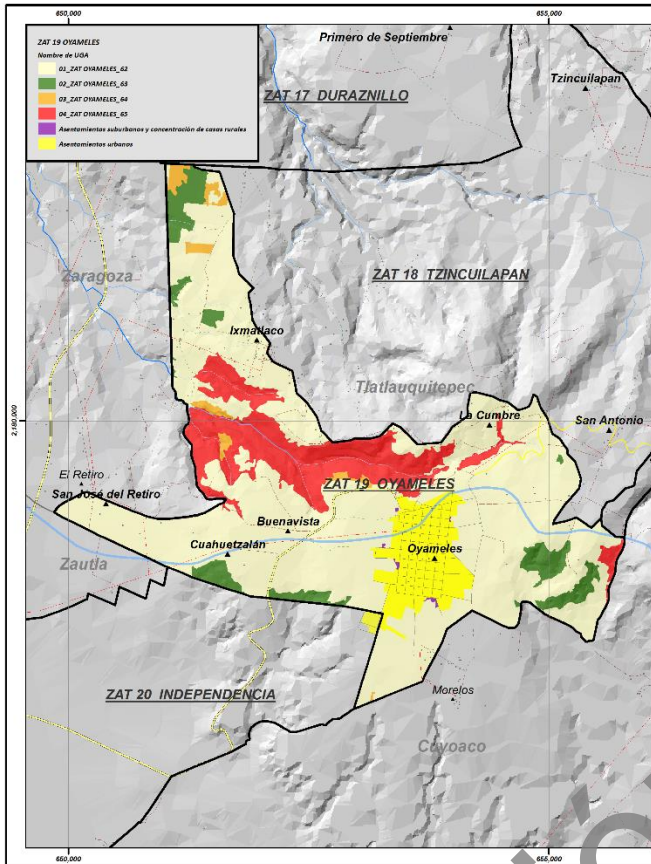 650,000
655,000
ZAT 19 OYAMELES
Nombre de UGA
01_ZAT OYAMELES_62
02_ZAT OYAMELES_63
03_ZAT OYAMELES_64
04_ZAT OYAMELES_65
Asentamientos suburbanos y concentración de casas rurales
Asentamientos urbanos
Primero de Septiembre
Tzincuilapan
ZAT 17 DURAZNILLO
ZAT 18 TZINCUILAPAN
Zaragoza
Ixmatlaco
Tlatlauquitepec
La Cumbre
San Antonio
2,180,000
El Retiro
San José del Retiro
ZAT 19 OYAMELES
Buenavista
Cuahuetzalán
Oyameles
Zautla
ZAT 20 INDEPENDENCIA
Morelos
Cuyoaco
650,000
655,000